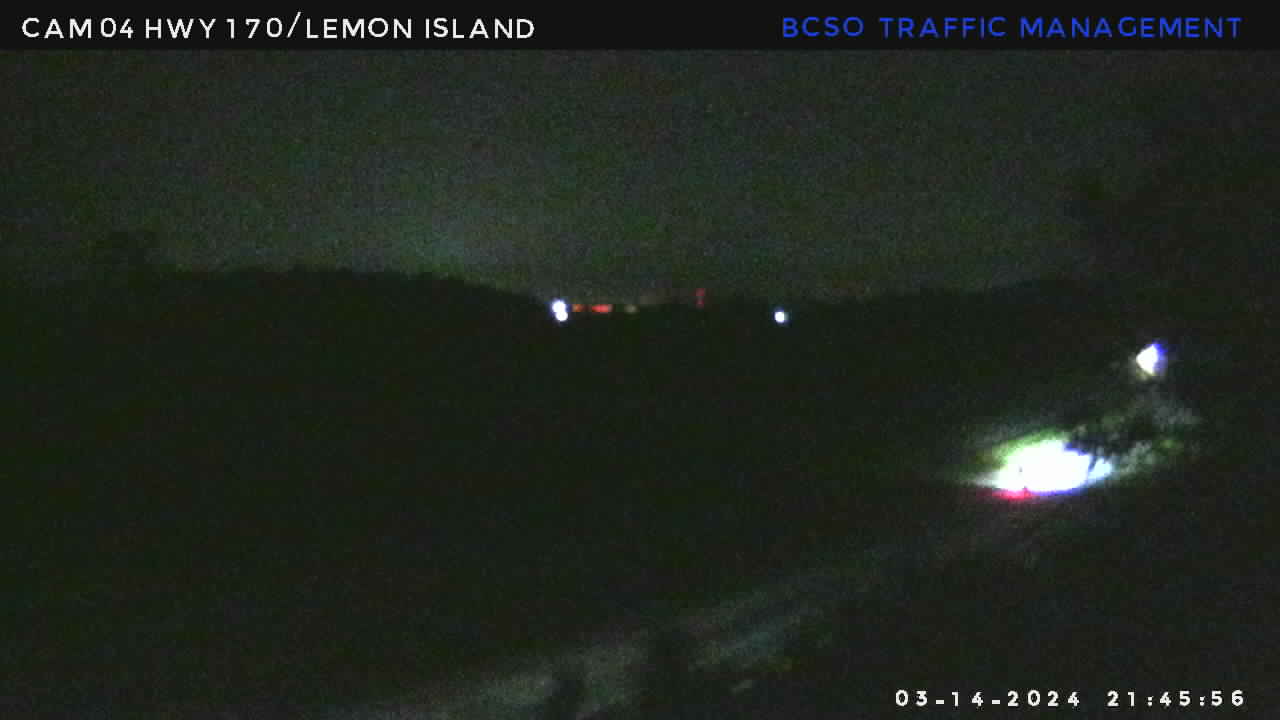 CAM04 HWY 170/LEMON ISLAND
BCSO TRAFFIC MANAGEMENT
03-14-2024 21:45:56